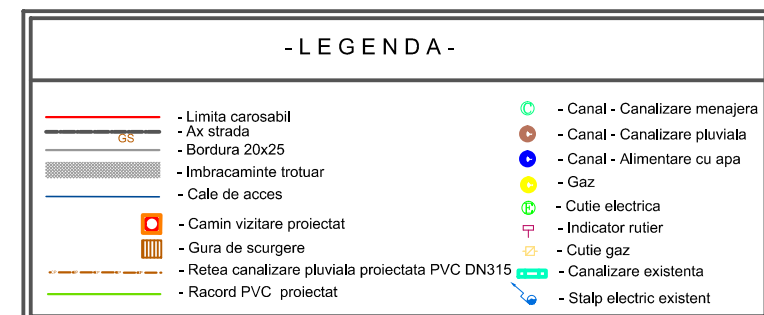 - L E G E N D A -
- Limita carosabil
- Ax strada
GS
- Bordura 20x25
- Imbracaminte trotuar
- Cale de acces
- Camin vizitare proiectat
- Gura de scurgere
- Retea canalizare pluviala proiectata PVC DN315
- Racord PVC proiectat
C - Canal - Canalizare menajera
- Canal - Canalizare pluviala
- Canal - Alimentare cu apa
- Gaz
E - Cutie electrica
- Indicator rutier
- Cutie gaz
- Canalizare existenta
- Stalp electric existent